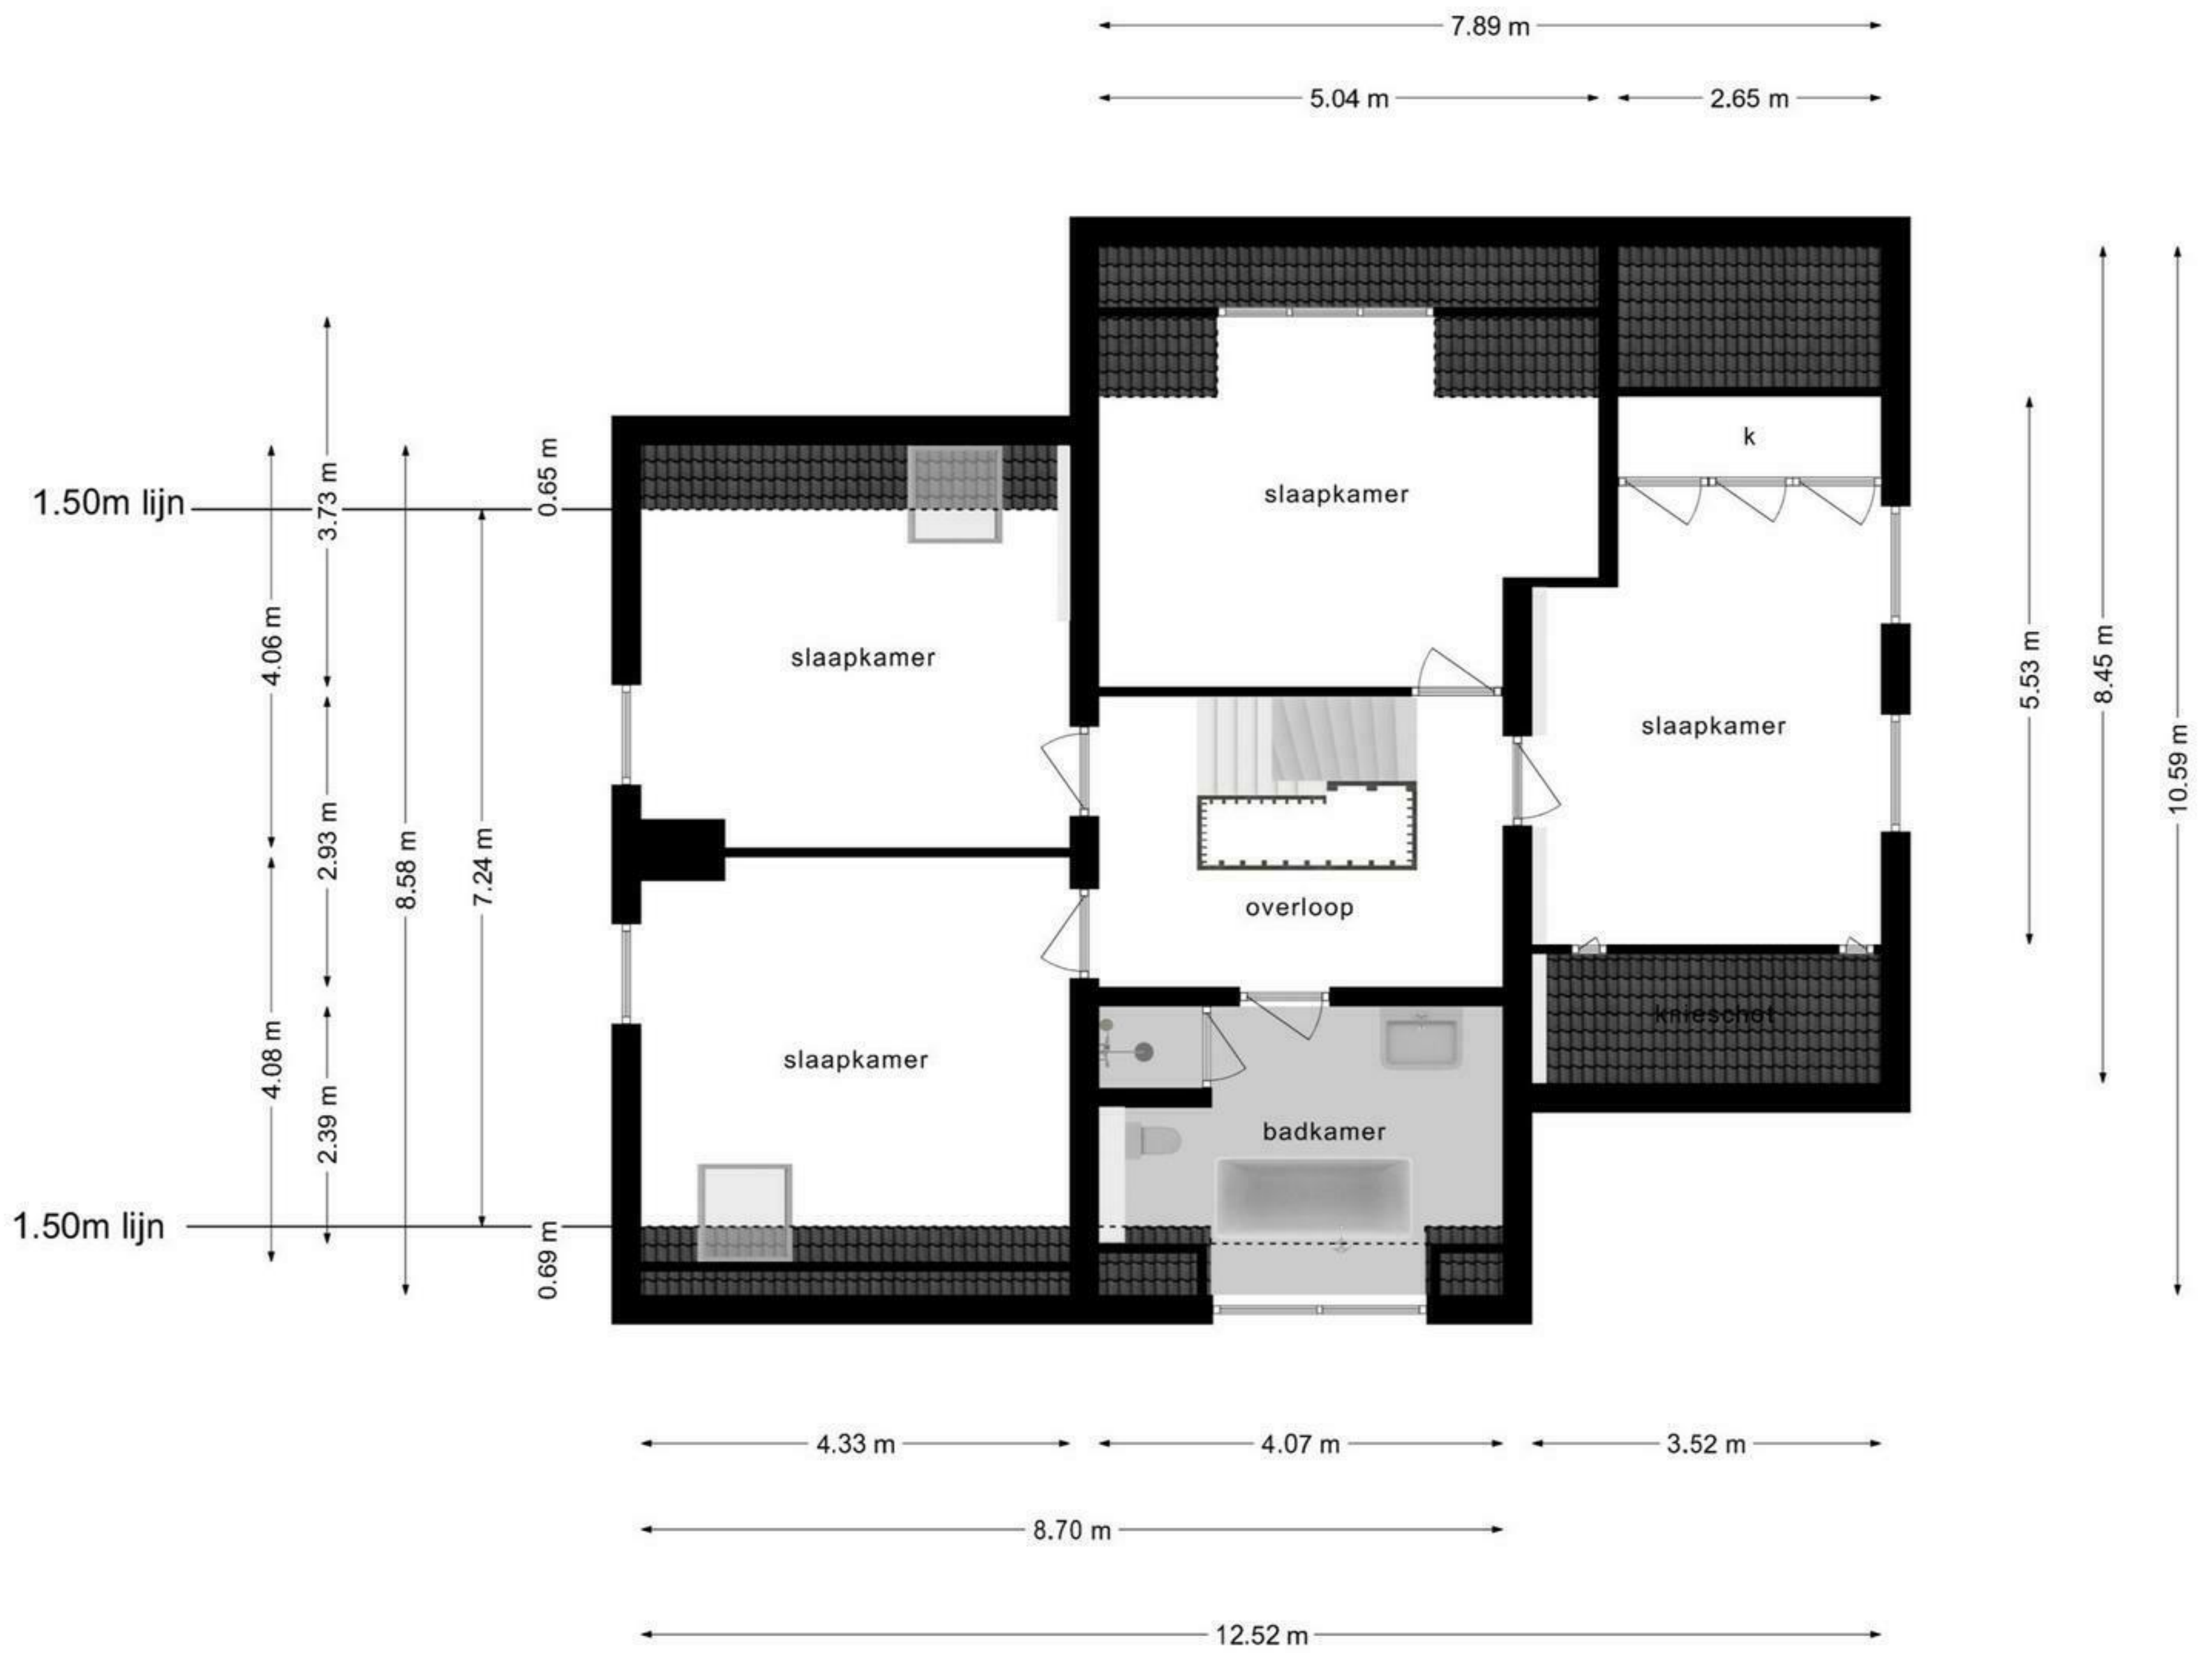 7.89 m
5.04 m
2.65 m
1.50m lijn
0.65 m
3.73 m
4.06 m
8.58 m
7.24 m
2.93 m
4.08 m
2.39 m
1.50m lijn
0.69 m
slaapkamer
k
slaapkamer
slaapkamer
overloop
slaapkamer
knieschot
badkamer
5.53 m
8.45 m
10.59 m
4.33 m
4.07 m
3.52 m
8.70 m
12.52 m